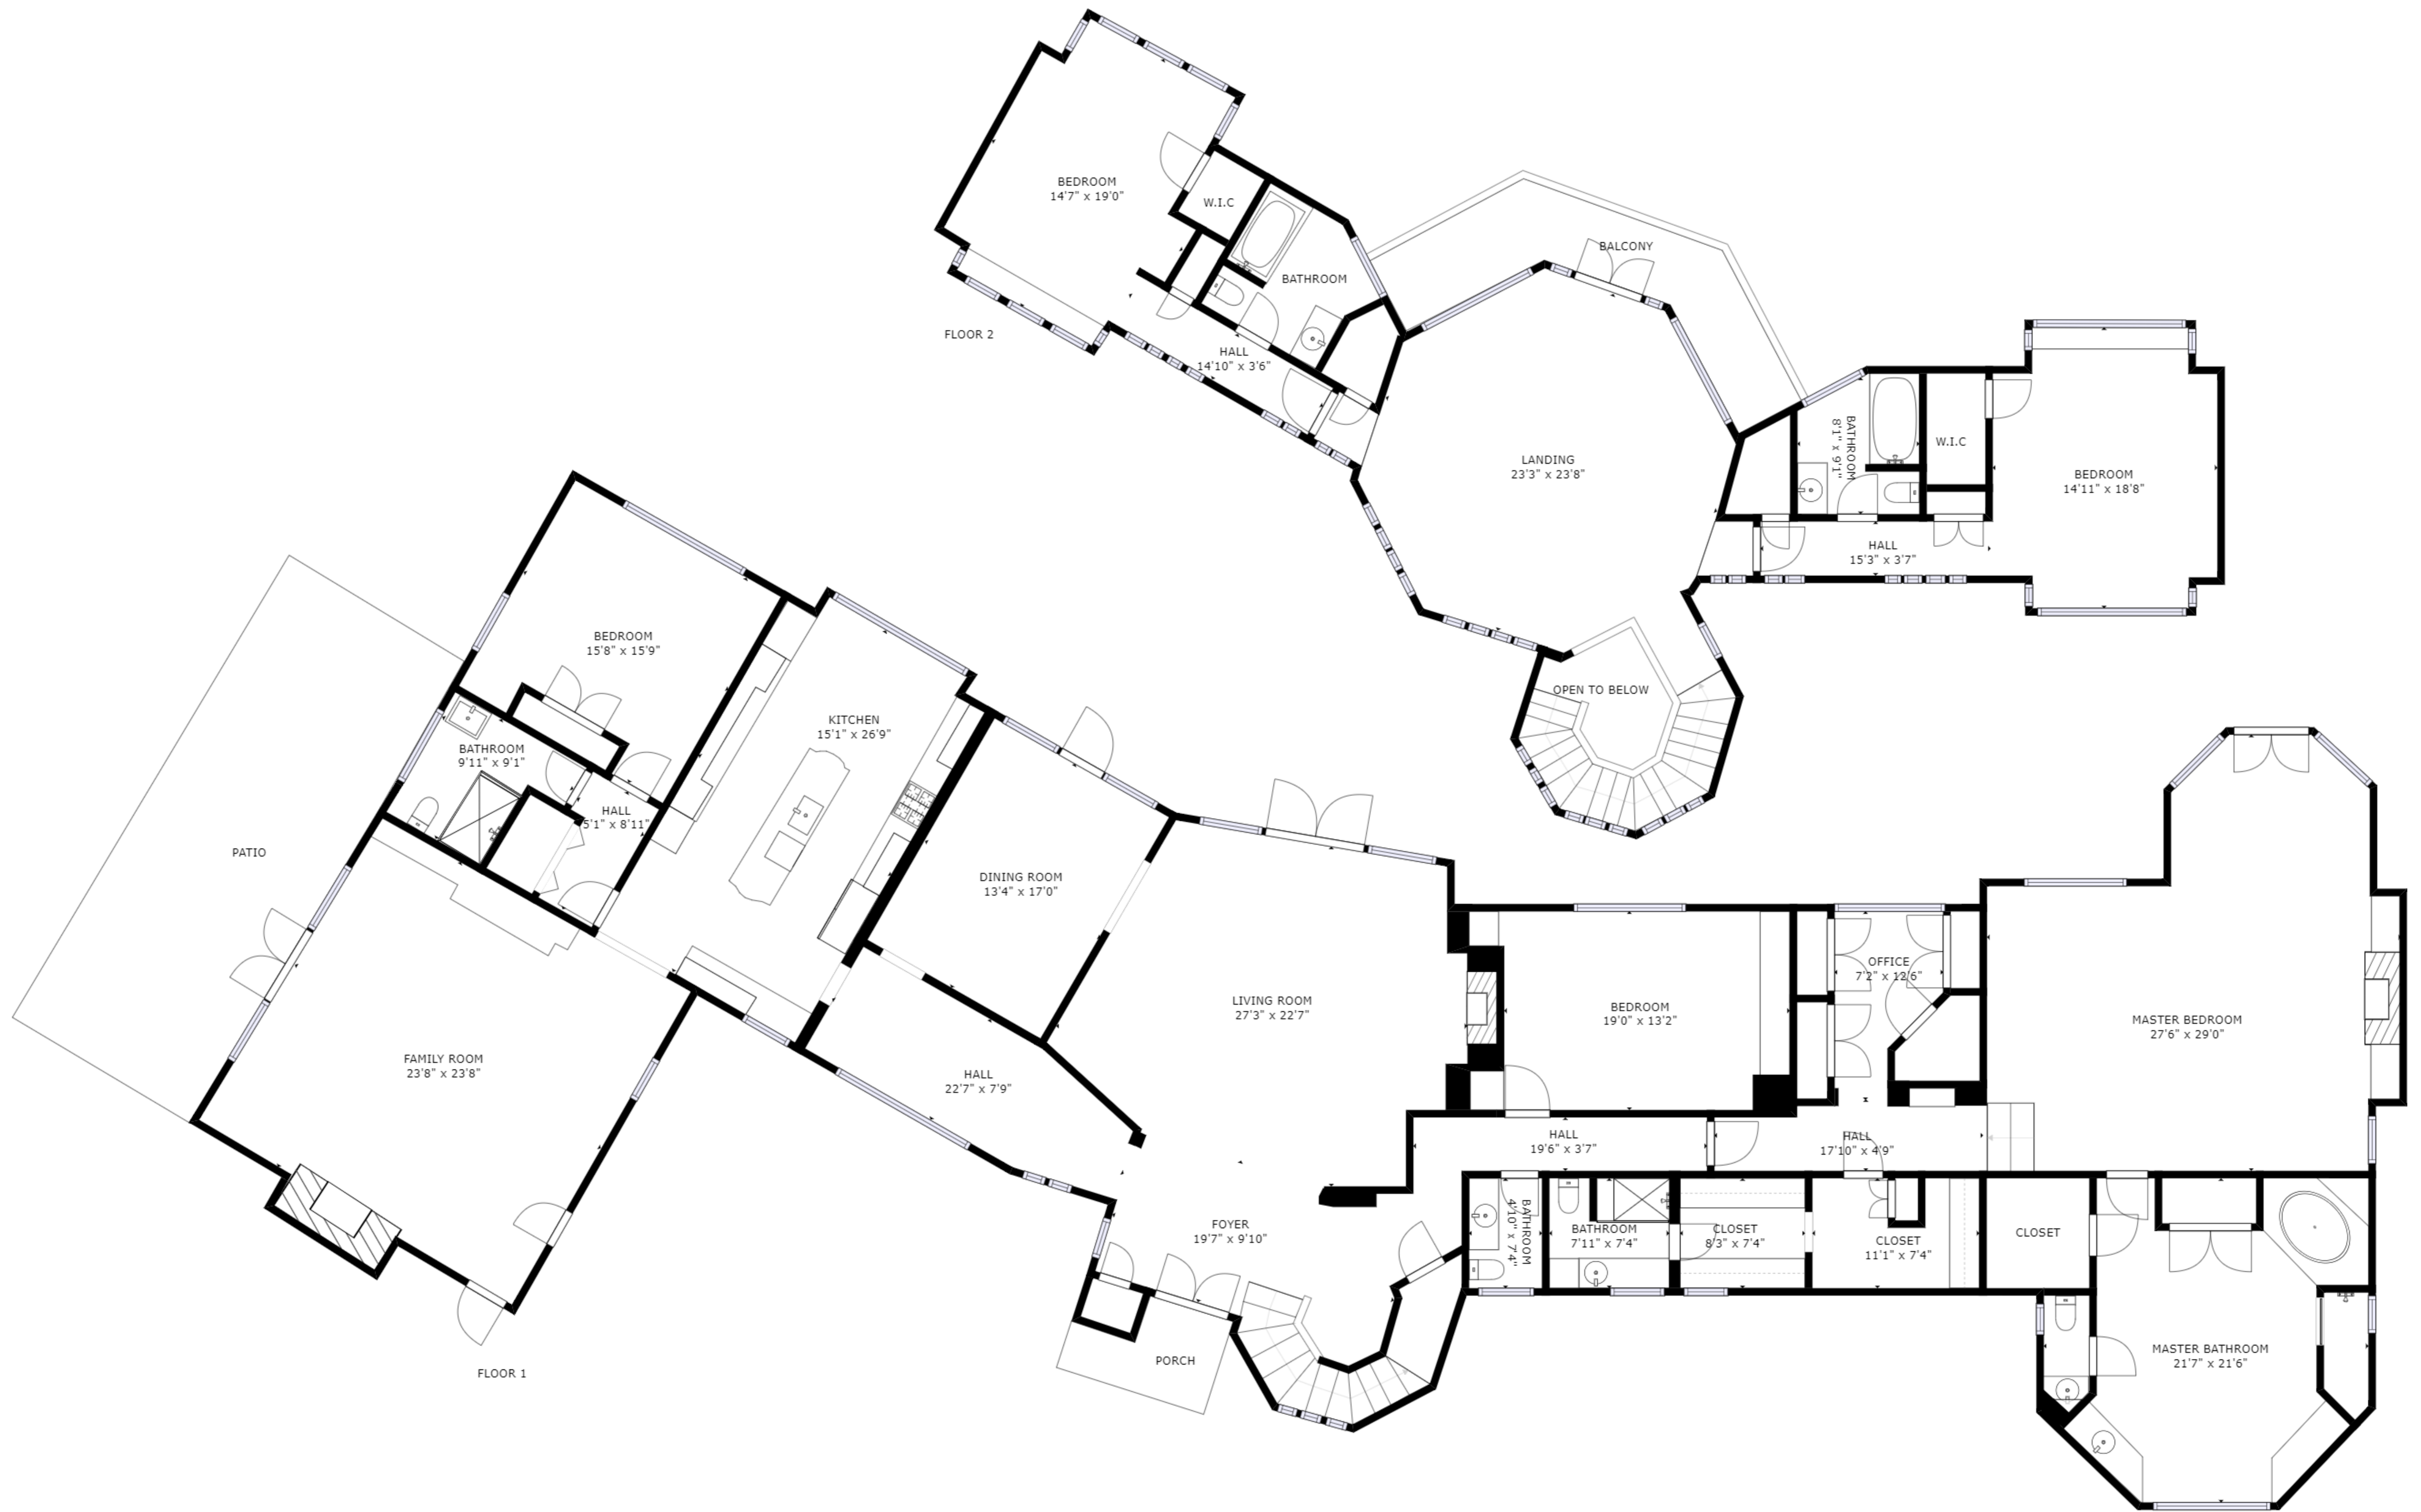 BEDROOM
14'7" x 19'0"
W.I.C
BATHROOM
BALCONY
FLOOR 2
HALL
14'10" x 3'6"
LANDING
23'3" x 23'8"
BATHROOM
8'1" x 9'1"
W.I.C
BEDROOM
14'11" x 18'8"
HALL
15'3" x 3'7"
OPEN TO BELOW
BEDROOM
15'8" x 15'9"
KITCHEN
15'1" x 26'9"
BATHROOM
9'11" x 9'1"
HALL
5'1" x 8'11"
PATIO
DINING ROOM
13'4" x 17'0"
LIVING ROOM
27'3" x 22'7"
BEDROOM
19'0" x 13'2"
OFFICE
7'2" x 12'6"
MASTER BEDROOM
27'6" x 29'0"
FAMILY ROOM
23'8" x 23'8"
HALL
22'7" x 7'9"
HALL
19'6" x 3'7"
HALL
17'10" x 4'9"
FOYER
19'7" x 9'10"
BATHROOM
4'10" x 7'4"
BATHROOM
7'11" x 7'4"
CLOSET
8'3" x 7'4"
CLOSET
11'1" x 7'4"
CLOSET
MASTER BATHROOM
21'7" x 21'6"
PORCH
FLOOR 1